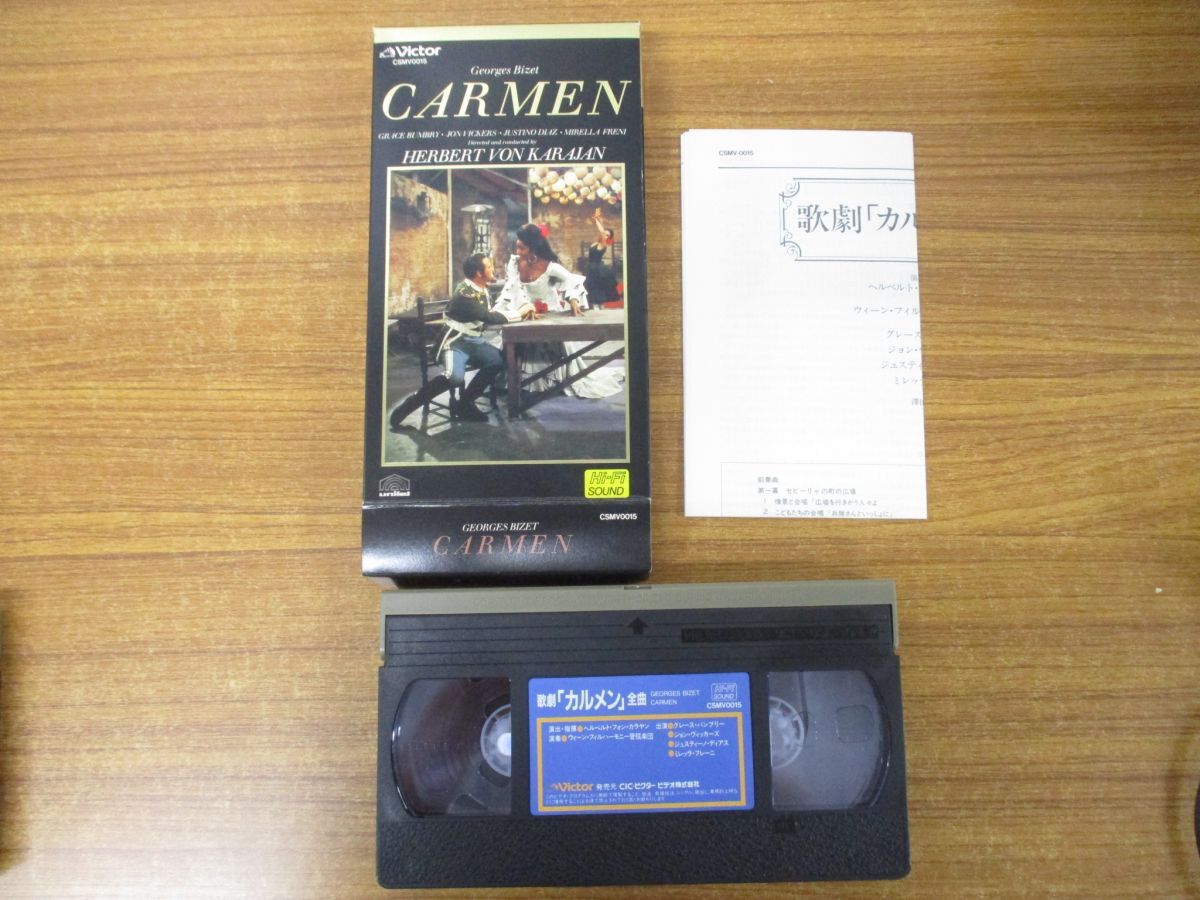 Victor
CSMV0015
Georges Bizet
CARMEN
GRACE BUMBRY・JON VICKERS・JUSTINO DIAZ・MIRELLA FRENI
Directed and conducted by
HERBERT VON KARAJAN
unitel
Hi-Fi
SOUND
CSMV0015
GEORGES BIZET
CARMEN
CSMV-0015
歌劇「カル
ヘルベルト・
ウィーン・フィル
グレース
ジョン・
ジュスティ
ミレッ
前奏曲
第一幕 セビーリャの町の広場
1 情景と合唱「広場を行きかう人々よ
2 こどもたちの合唱「兵隊さんといっしょに」
歌劇「カルメン」全曲
GEORGES BIZET
CARMEN
Hi-Fi
SOUND
CSMV0015
演出・指揮●ヘルベルト・フォン・カラヤン 出演●グレース・バンブリー
演奏●ウィーン・フィルハーモニー管弦楽団 ●ジョン・ヴィッカーズ
●ジュスティーノ・ディアス
●ミレッラ・フレーニ
Victor 発売元 CIC・ビクター ビデオ株式会社